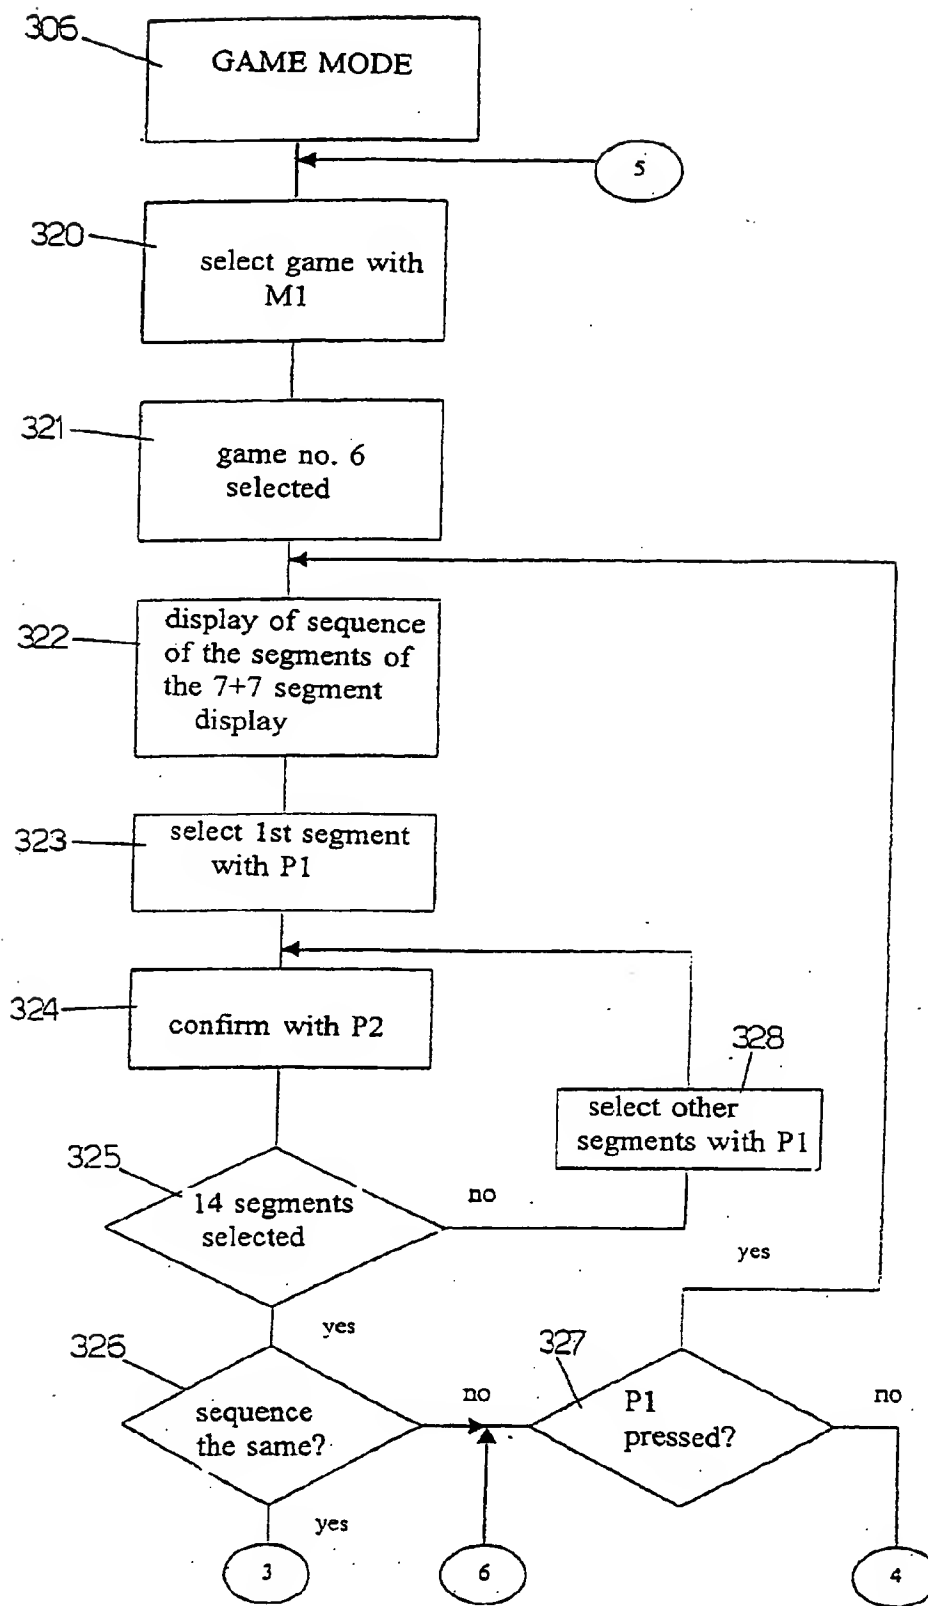 306
GAME MODE
5
320
select game with
M1
321
game no. 6
selected
322
display of sequence
of the segments of
the 7+7 segment
display
323
select 1st segment
with P1
324
confirm with P2
328
select other
segments with P1
325
14 segments
selected
no
yes
yes
326
sequence
the same?
no
327
P1
pressed?
no
yes
3
6
4